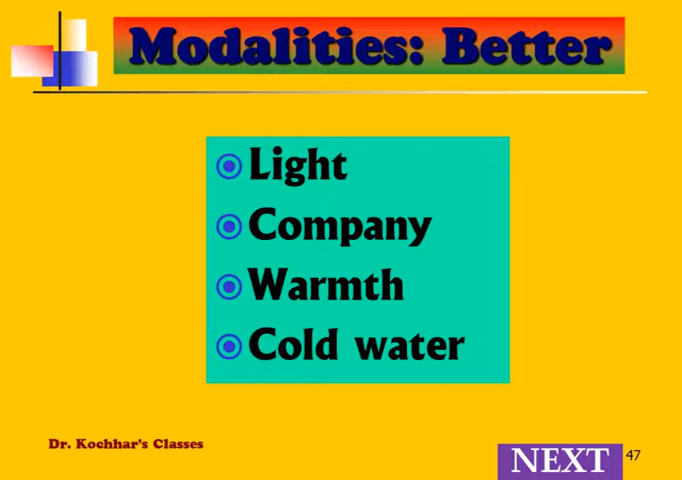 Modalities: Better
Light
Company
Warmth
Cold water
Dr. Kochhar's Classes
NEXT
47